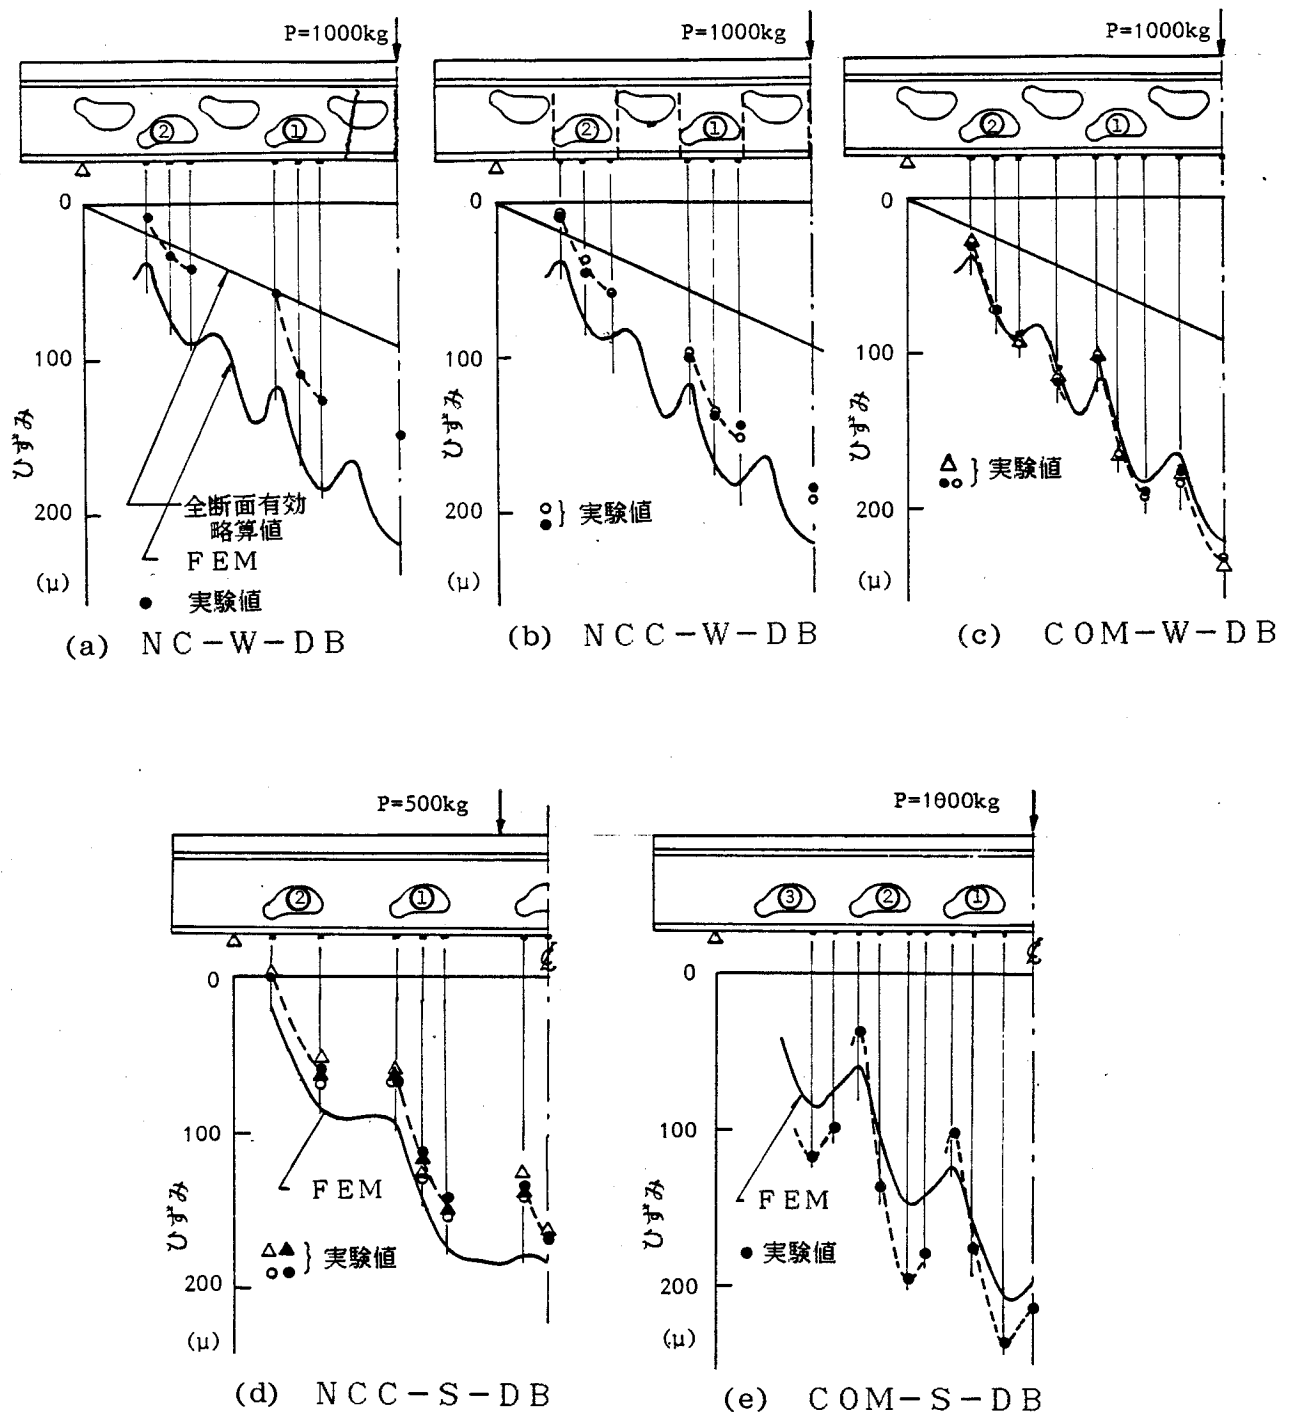 P=1000kg
② ①
0
100
200
ひずみ
(μ)
全断面有効
略算値
FEM
● 実験値
(a) NC-W-DB
P=1000kg
② ①
0
100
200
ひずみ
(μ)
○ ● } 実験値
(b) NCC-W-DB
P=1000kg
② ①
0
100
200
ひずみ
(μ)
△ ●○ } 実験値
(c) COM-W-DB
P=500kg
② ①
℄
0
100
200
ひずみ
(μ)
FEM
△▲ ○● } 実験値
(d) NCC-S-DB
P=1000kg
③ ② ①
℄
0
100
200
ひずみ
(μ)
FEM
● 実験値
(e) COM-S-DB